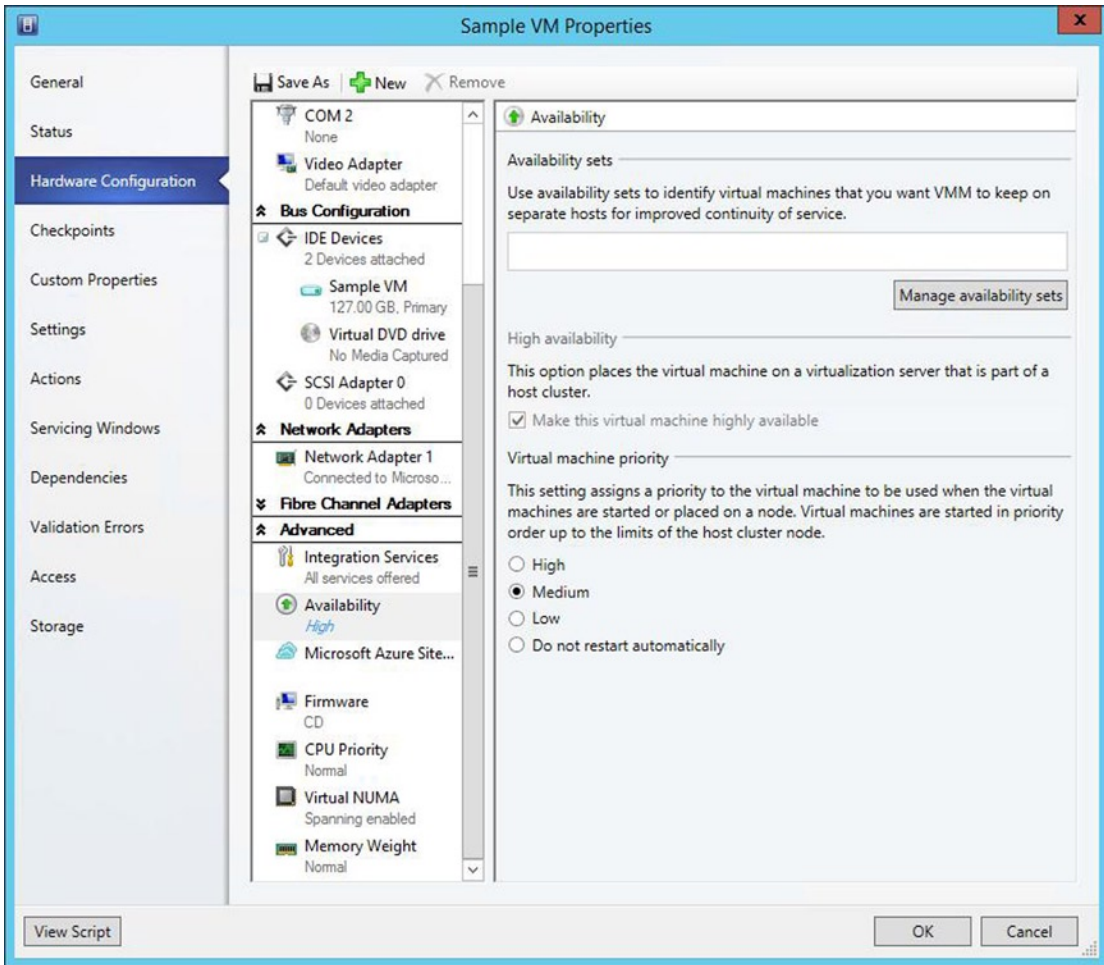 Sample VM Properties
x
General
Status
Hardware Configuration
Checkpoints
Custom Properties
Settings
Actions
Servicing Windows
Dependencies
Validation Errors
Access
Storage
Save As
New
Remove
COM 2
None
Video Adapter
Default video adapter
Bus Configuration
IDE Devices
2 Devices attached
Sample VM
127.00 GB, Primary
Virtual DVD drive
No Media Captured
SCSI Adapter 0
0 Devices attached
Network Adapters
Network Adapter 1
Connected to Microso...
Fibre Channel Adapters
Advanced
Integration Services
All services offered
Availability
High
Microsoft Azure Site...
Firmware
CD
CPU Priority
Normal
Virtual NUMA
Spanning enabled
Memory Weight
Normal
Availability
Availability sets
Use availability sets to identify virtual machines that you want VMM to keep on
separate hosts for improved continuity of service.
Manage availability sets
High availability
This option places the virtual machine on a virtualization server that is part of a
host cluster.
Make this virtual machine highly available
Virtual machine priority
This setting assigns a priority to the virtual machine to be used when the virtual
machines are started or placed on a node. Virtual machines are started in priority
order up to the limits of the host cluster node.
High
Medium
Low
Do not restart automatically
View Script
OK
Cancel